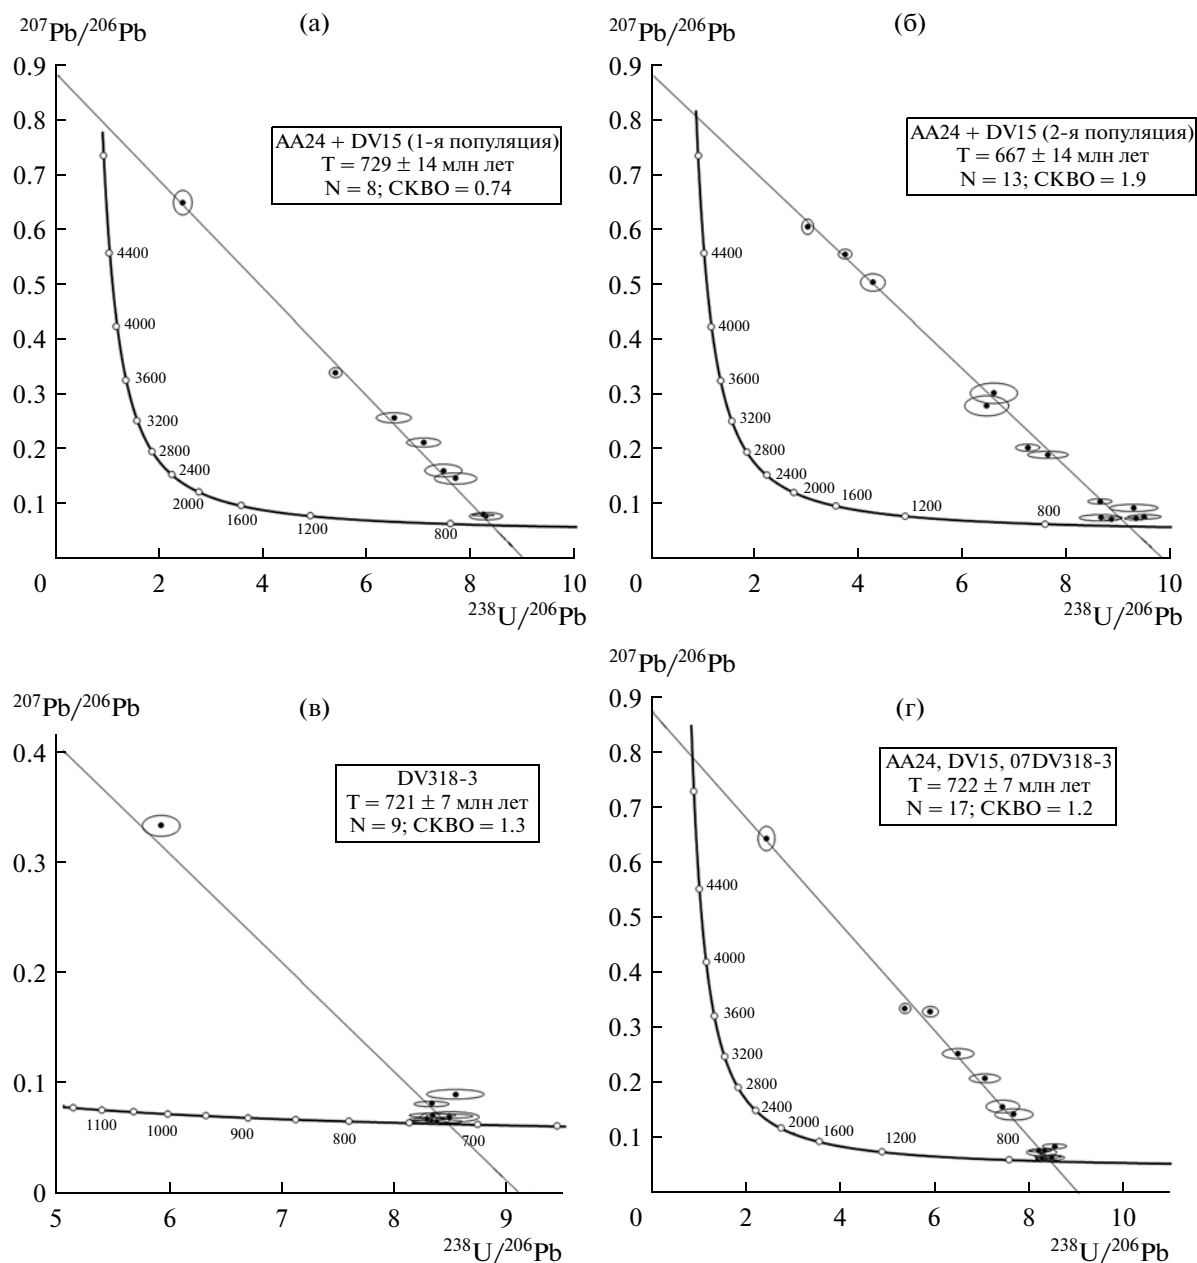 (а)
²⁰⁷Pb/²⁰⁶Pb
0.9
0.8
0.7
0.6
0.5
0.4
0.3
0.2
0.1
AA24 + DV15 (1-я популяция)
T = 729 ± 14 млн лет
N = 8; СКВО = 0.74
4400
4000
3600
3200
2800
2400
2000
1600
1200
800
0 2 4 6 8 10
²³⁸U/²⁰⁶Pb
(б)
²⁰⁷Pb/²⁰⁶Pb
0.9
0.8
0.7
0.6
0.5
0.4
0.3
0.2
0.1
AA24 + DV15 (2-я популяция)
T = 667 ± 14 млн лет
N = 13; СКВО = 1.9
4400
4000
3600
3200
2800
2400
2000
1600
1200
800
0 2 4 6 8 10
²³⁸U/²⁰⁶Pb
(в)
²⁰⁷Pb/²⁰⁶Pb
0.4
0.3
0.2
0.1
0
DV318-3
T = 721 ± 7 млн лет
N = 9; СКВО = 1.3
1100 1000 900 800 700
5 6 7 8 9
²³⁸U/²⁰⁶Pb
²⁰⁷Pb/²⁰⁶Pb
(г)
0.9
0.8
0.7
0.6
0.5
0.4
0.3
0.2
0.1
AA24, DV15, 07DV318-3
T = 722 ± 7 млн лет
N = 17; СКВО = 1.2
4400
4000
3600
3200
2800
2400
2000
1600
1200
800
0 2 4 6 8 10
²³⁸U/²⁰⁶Pb